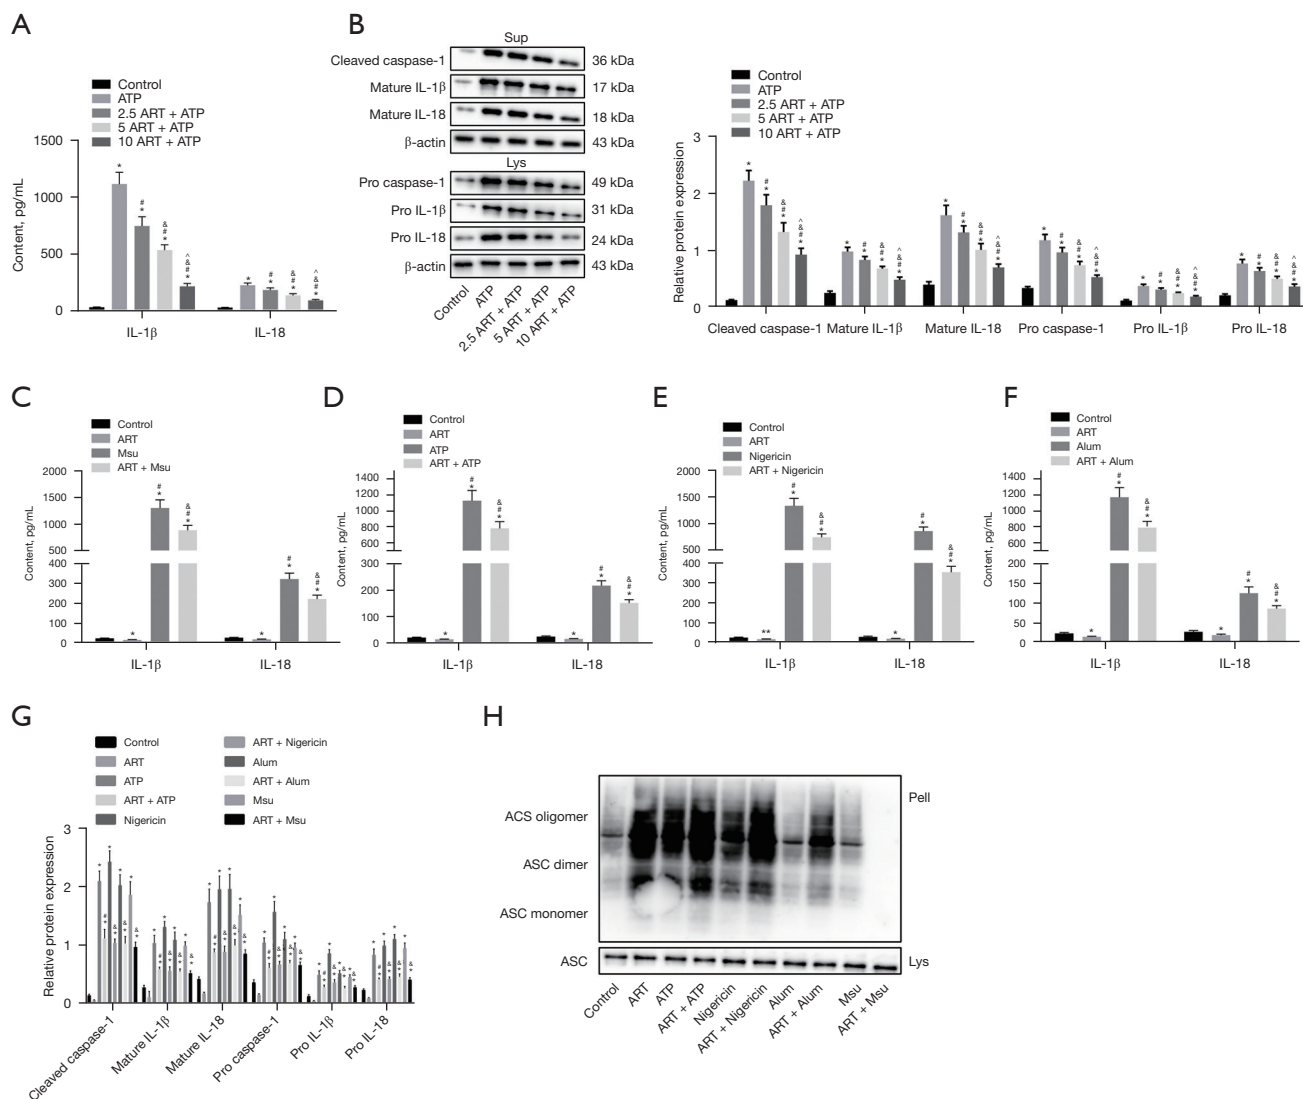 A
Control
ATP
2.5 ART + ATP
5 ART + ATP
10 ART + ATP
Content, pg/mL
1500
1000
500
0
IL-1β
IL-18
B
Sup
Cleaved caspase-1
36 kDa
Mature IL-1β
17 kDa
Mature IL-18
18 kDa
β-actin
43 kDa
Lys
Pro caspase-1
49 kDa
Pro IL-1β
31 kDa
Pro IL-18
24 kDa
β-actin
43 kDa
Control
ATP
2.5 ART + ATP
5 ART + ATP
10 ART + ATP
Control
ATP
2.5 ART + ATP
5 ART + ATP
10 ART + ATP
Relative protein expression
3
2
1
0
Cleaved caspase-1
Mature IL-1β
Mature IL-18
Pro caspase-1
Pro IL-1β
Pro IL-18
C
Control
ART
Msu
ART + Msu
Content, pg/mL
2000
1500
1000
500
400
300
200
100
0
IL-1β
IL-18
D
Control
ART
ATP
ART + ATP
Content, pg/mL
1400
1200
1000
800
600
300
200
100
0
IL-1β
IL-18
E
Control
ART
Nigericin
ART + Nigericin
Content, pg/mL
2000
1500
1000
500
400
300
200
100
0
IL-1β
IL-18
F
Control
ART
Alum
ART + Alum
Content, pg/mL
1400
1200
1000
800
600
200
150
100
50
0
IL-1β
IL-18
G
Control
ART
ATP
ART + ATP
Nigericin
ART + Nigericin
Alum
ART + Alum
Msu
ART + Msu
Relative protein expression
3
2
1
0
Cleaved caspase-1
Mature IL-1β
Mature IL-18
Pro caspase-1
Pro IL-1β
Pro IL-18
H
Pell
ACS oligomer
ASC dimer
ASC monomer
ASC
Lys
Control
ART
ATP
ART + ATP
Nigericin
ART + Nigericin
Alum
ART + Alum
Msu
ART + Msu